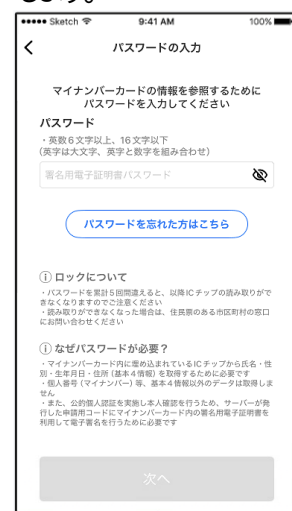 ••••• Sketch 9:41 AM 100%
パスワードの入力
マイナンバーカードの情報を参照するために
パスワードを入力してください
パスワード
・英数6文字以上、16文字以下
(英字は大文字、英字と数字を組み合わせ)
署名用電子証明書パスワード
パスワードを忘れた方はこちら
ⓘ ロックについて
・パスワードを累計5回間違えると、以降ICチップの読み取りがで
きなくなりますのでご注意ください
・読み取りができなくなった場合は、住民票のある市区町村の窓口
にお問い合わせください
ⓘ なぜパスワードが必要？
・マイナンバーカード内に埋め込まれているICチップから氏名・性
別・生年月日・住所 (基本4情報) を取得するために必要です
・個人番号 (マイナンバー) 等、基本4情報以外のデータは取得しま
せん
・また、公的個人認証を実施し本人確認を行うため、サーバーが発
行した申請用コードにマイナンバーカード内の署名用電子証明書を
利用して電子署名を行うために必要です
次へ